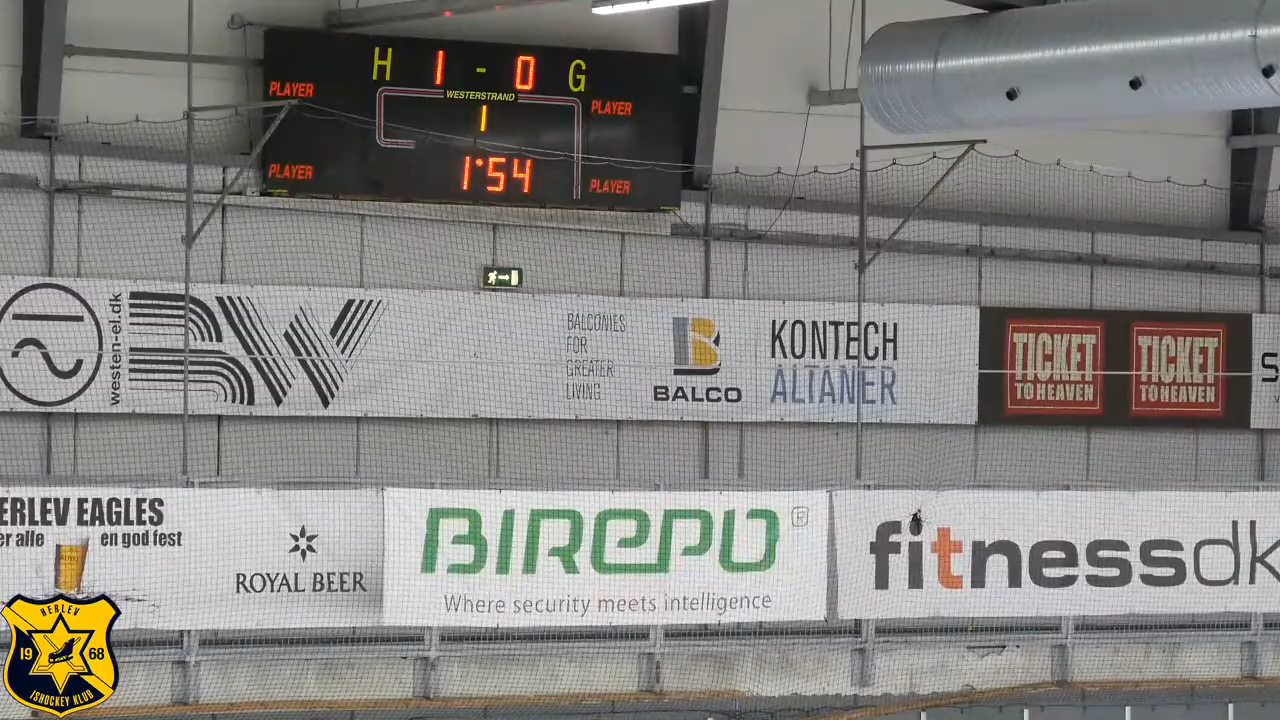 H 1 - 0 G
PLAYER
WESTERSTRAND
PLAYER
1
PLAYER
1:54
PLAYER
westen-el.dk
BW
BALCONIES
FOR
GREATER
LIVING
BALCO
KONTECH
ALTANER
TICKET
TO HEAVEN
TICKET
TO HEAVEN
ERLEV EAGLES
er alle en god fest
ROYAL BEER
BIREPO R
Where security meets intelligence
fitnessdk
HERLEV
1968
ISHOCKEY KLUB